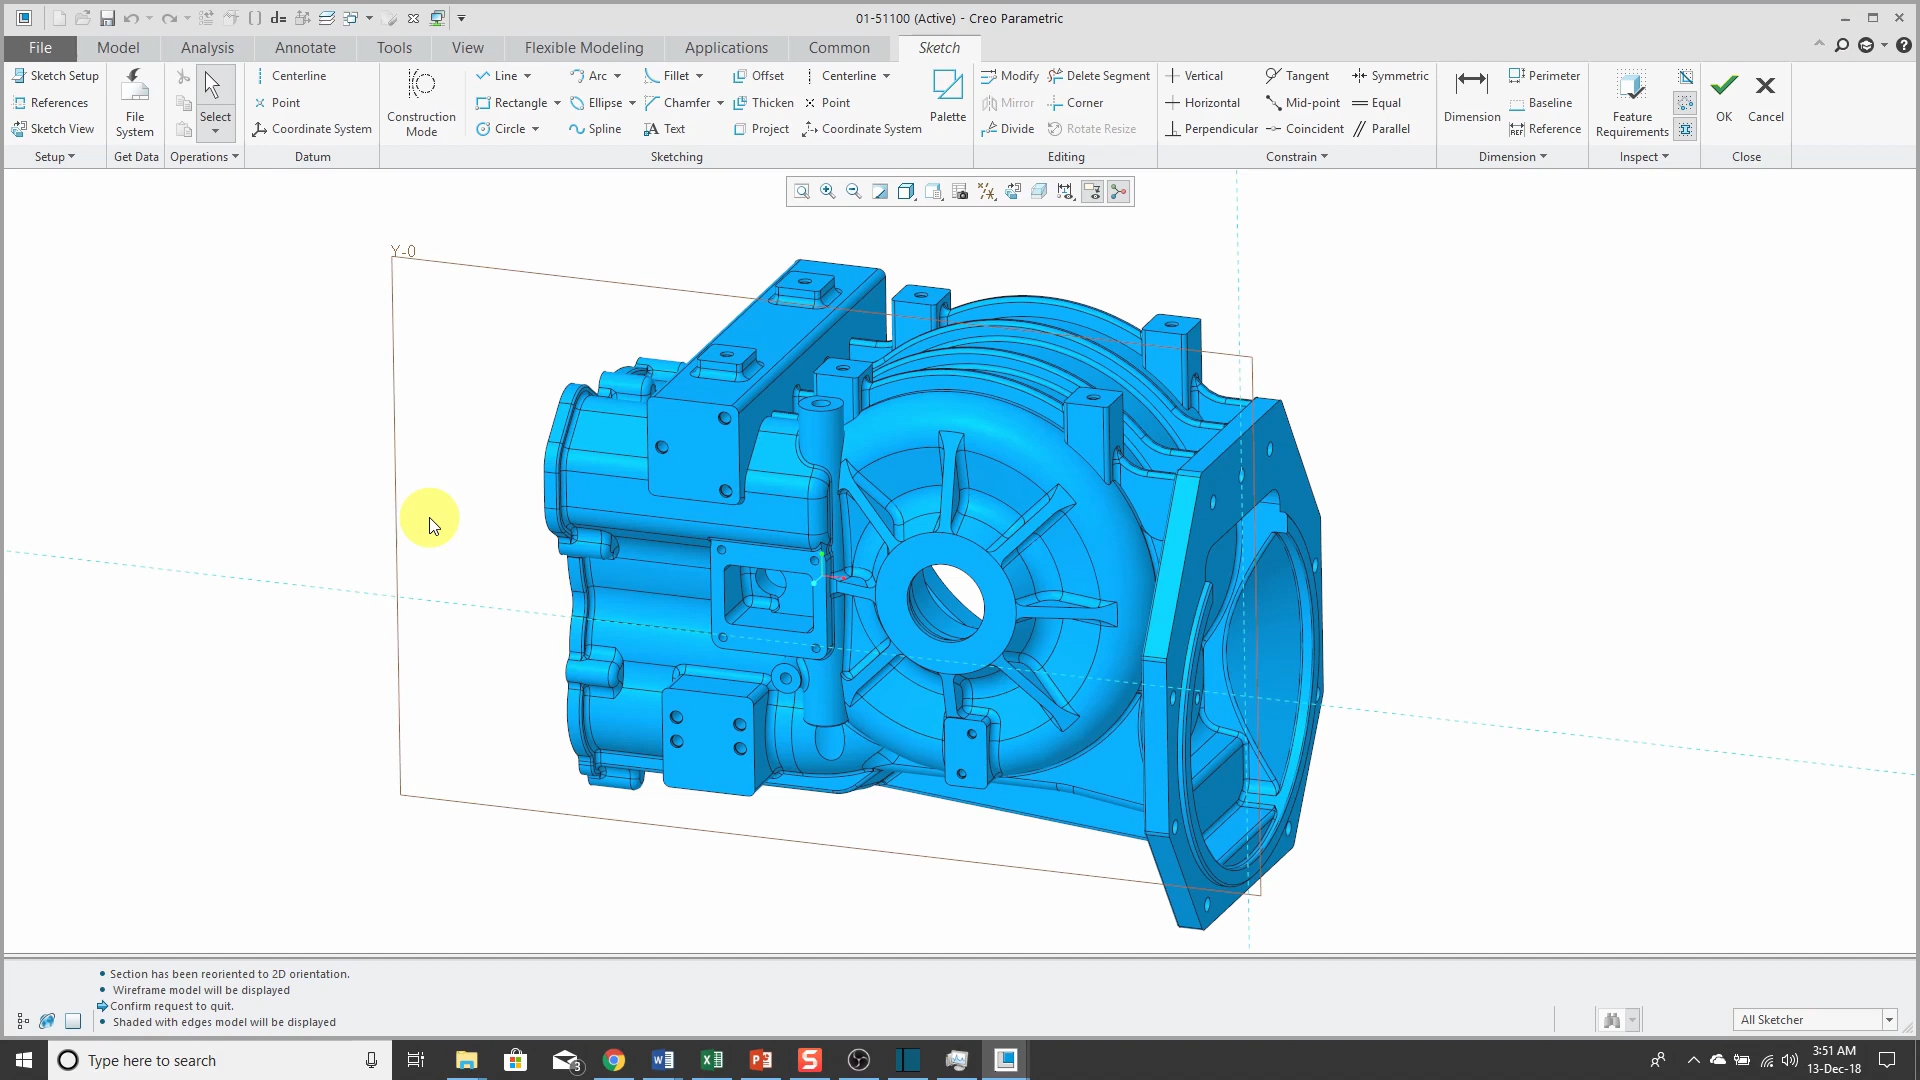 01-51100 (Active) - Creo Parametric
File Model Analysis Annotate Tools View Flexible Modeling Applications Common Sketch
Sketch Setup
References
Sketch View
Setup
File System
Get Data
Select
Operations
Centerline
Point
Coordinate System
Datum
Construction Mode
Line Arc Fillet Offset Centerline
Rectangle Ellipse Chamfer Thicken Point
Circle Spline Text Project Coordinate System
Palette
Sketching
Modify Delete Segment
Mirror Corner
Divide Rotate Resize
Editing
Vertical Tangent Symmetric
Horizontal Mid-point Equal
Perpendicular Coincident Parallel
Constrain
Dimension
Perimeter
Baseline
Reference
Dimension
Feature Requirements
Inspect
OK
Cancel
Close
Y-0
Section has been reoriented to 2D orientation.
Wireframe model will be displayed
Confirm request to quit.
Shaded with edges model will be displayed
All Sketcher
Type here to search
3
3:51 AM
13-Dec-18